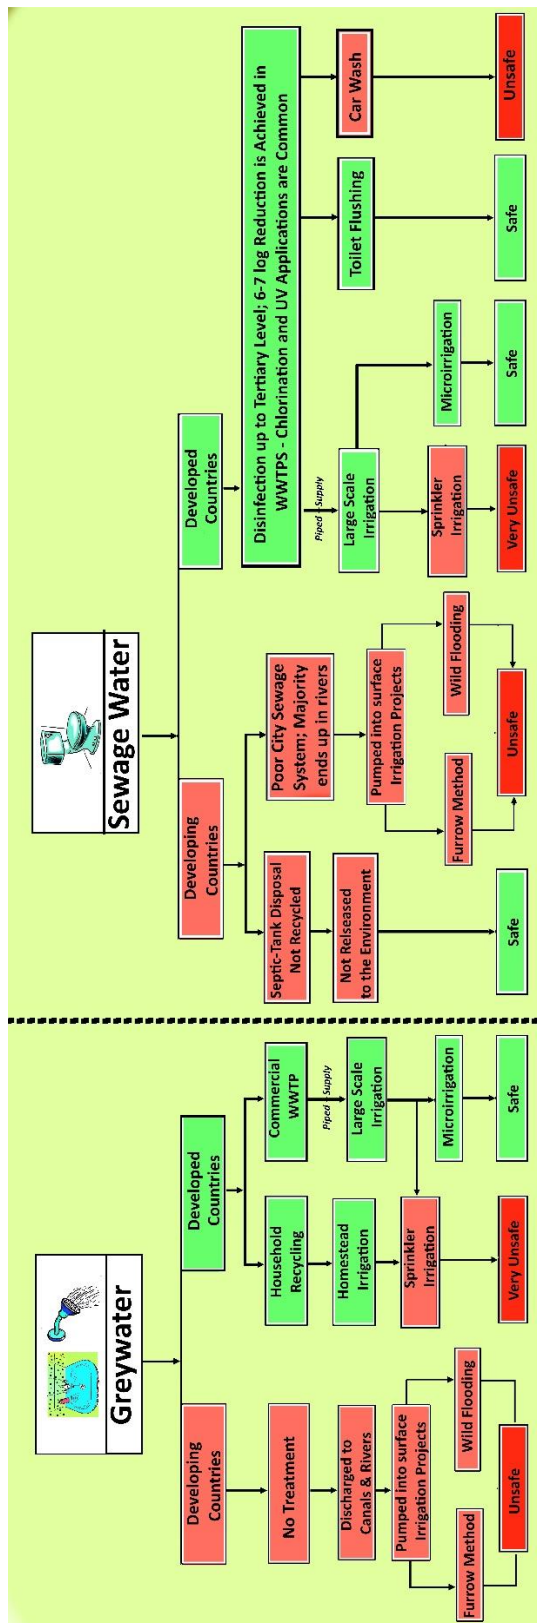 Greywater
Developing
Countries
Developed
Countries
No Treatment
Household
Recycling
Commercial
WWTP
Piped - Supply
Discharged to
Canals & Rivers
Homestead
Irrigation
Large Scale
Irrigation
Pumped into surface
Irrigation Projects
Sprinkler
Irrigation
Microirrigation
Furrow Method
Wild Flooding
Unsafe
Very Unsafe
Safe
Sewage Water
Developing
Countries
Developed
Countries
Septic-Tank Disposal
Not Recycled
Poor City Sewage
System; Majority
ends up in rivers
Disinfection up to Tertiary Level; 6-7 log Reduction is Achieved in
WWTPS - Chlorination and UV Applications are Common
Piped - Supply
Not Relseased
to the Environment
Pumped into surface
Irrigation Projects
Large Scale
Irrigation
Toilet Flushing
Car Wash
Furrow Method
Wild Flooding
Sprinkler
Irrigation
Microirrigation
Safe
Unsafe
Very Unsafe
Safe
Safe
Unsafe